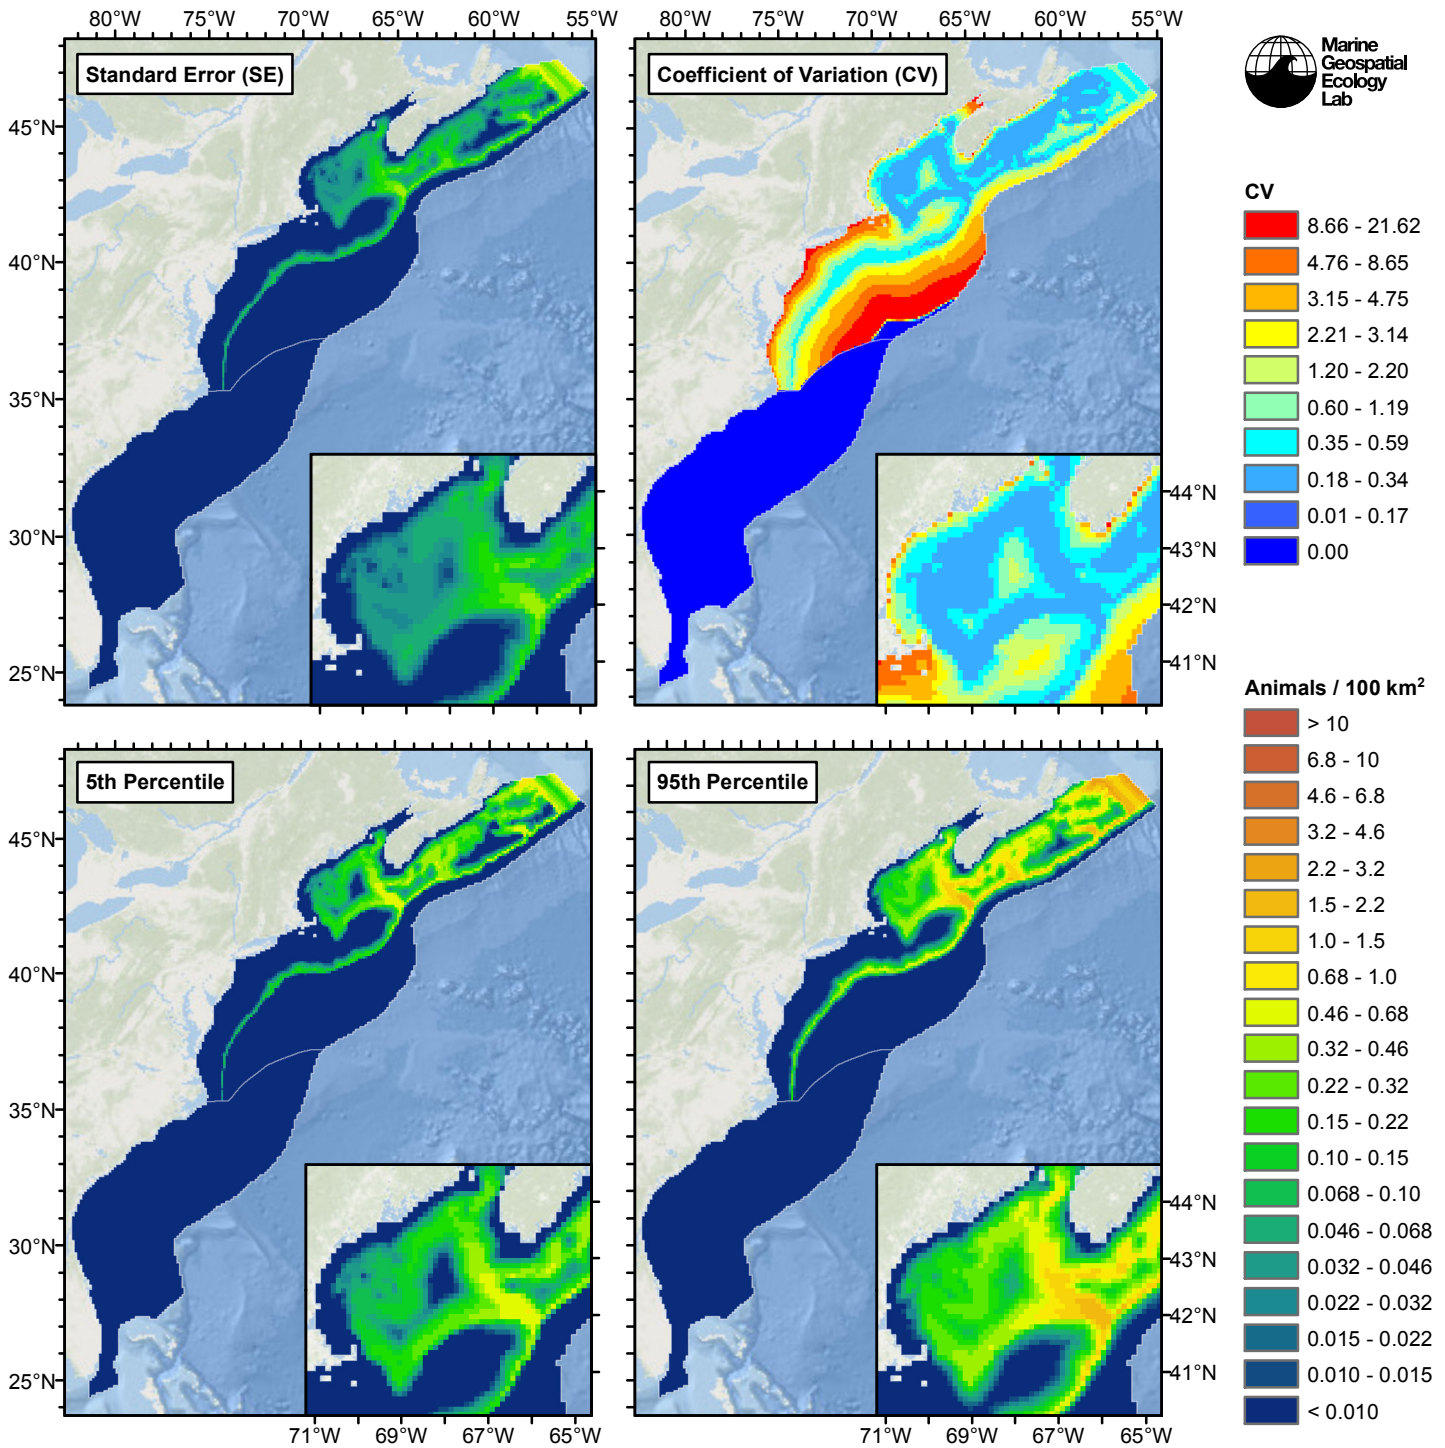 80°W 75°W 70°W 65°W 60°W 55°W
80°W 75°W 70°W 65°W 60°W 55°W
Standard Error (SE)
Coefficient of Variation (CV)
Marine
Geospatial
Ecology
Lab
45°N
40°N
35°N
30°N
25°N
44°N
43°N
42°N
41°N
CV
8.66 - 21.62
4.76 - 8.65
3.15 - 4.75
2.21 - 3.14
1.20 - 2.20
0.60 - 1.19
0.35 - 0.59
0.18 - 0.34
0.01 - 0.17
0.00
5th Percentile
95th Percentile
45°N
40°N
35°N
30°N
25°N
44°N
43°N
42°N
41°N
71°W 69°W 67°W 65°W
71°W 69°W 67°W 65°W
Animals / 100 km²
> 10
6.8 - 10
4.6 - 6.8
3.2 - 4.6
2.2 - 3.2
1.5 - 2.2
1.0 - 1.5
0.68 - 1.0
0.46 - 0.68
0.32 - 0.46
0.22 - 0.32
0.15 - 0.22
0.10 - 0.15
0.068 - 0.10
0.046 - 0.068
0.032 - 0.046
0.022 - 0.032
0.015 - 0.022
0.010 - 0.015
< 0.010